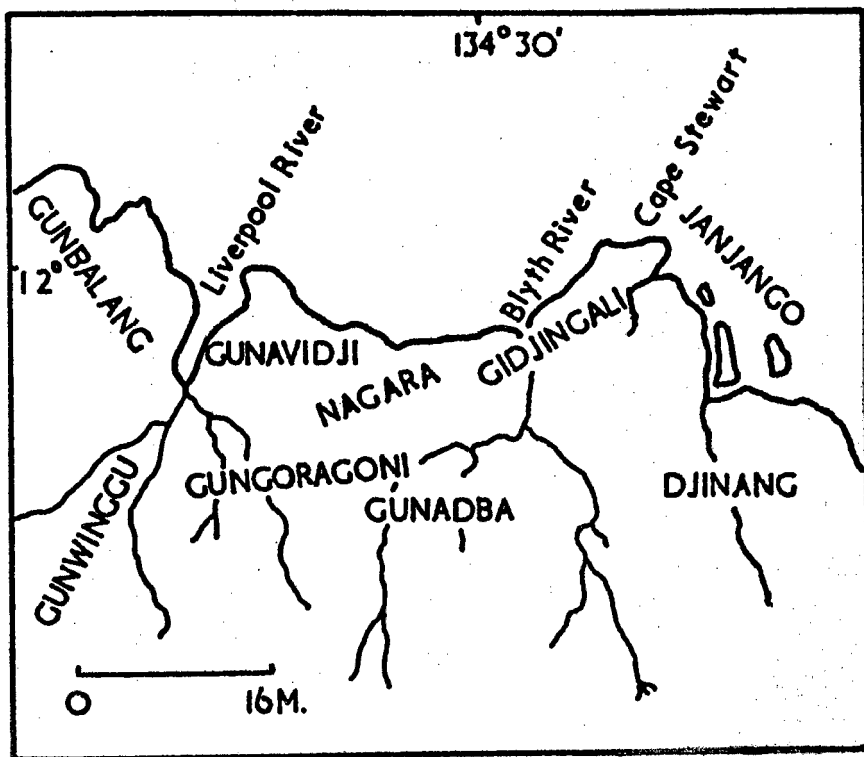 134°30'
Liverpool River
Cape Stewart
GUNBALANG
JANJANGO
12°
Blyth River
GUNAVIDJI
GIDJINGALI
NAGARA
GUNGORAGONI
DJINANG
GUNWINGGU
GUNADBA
0 16M.